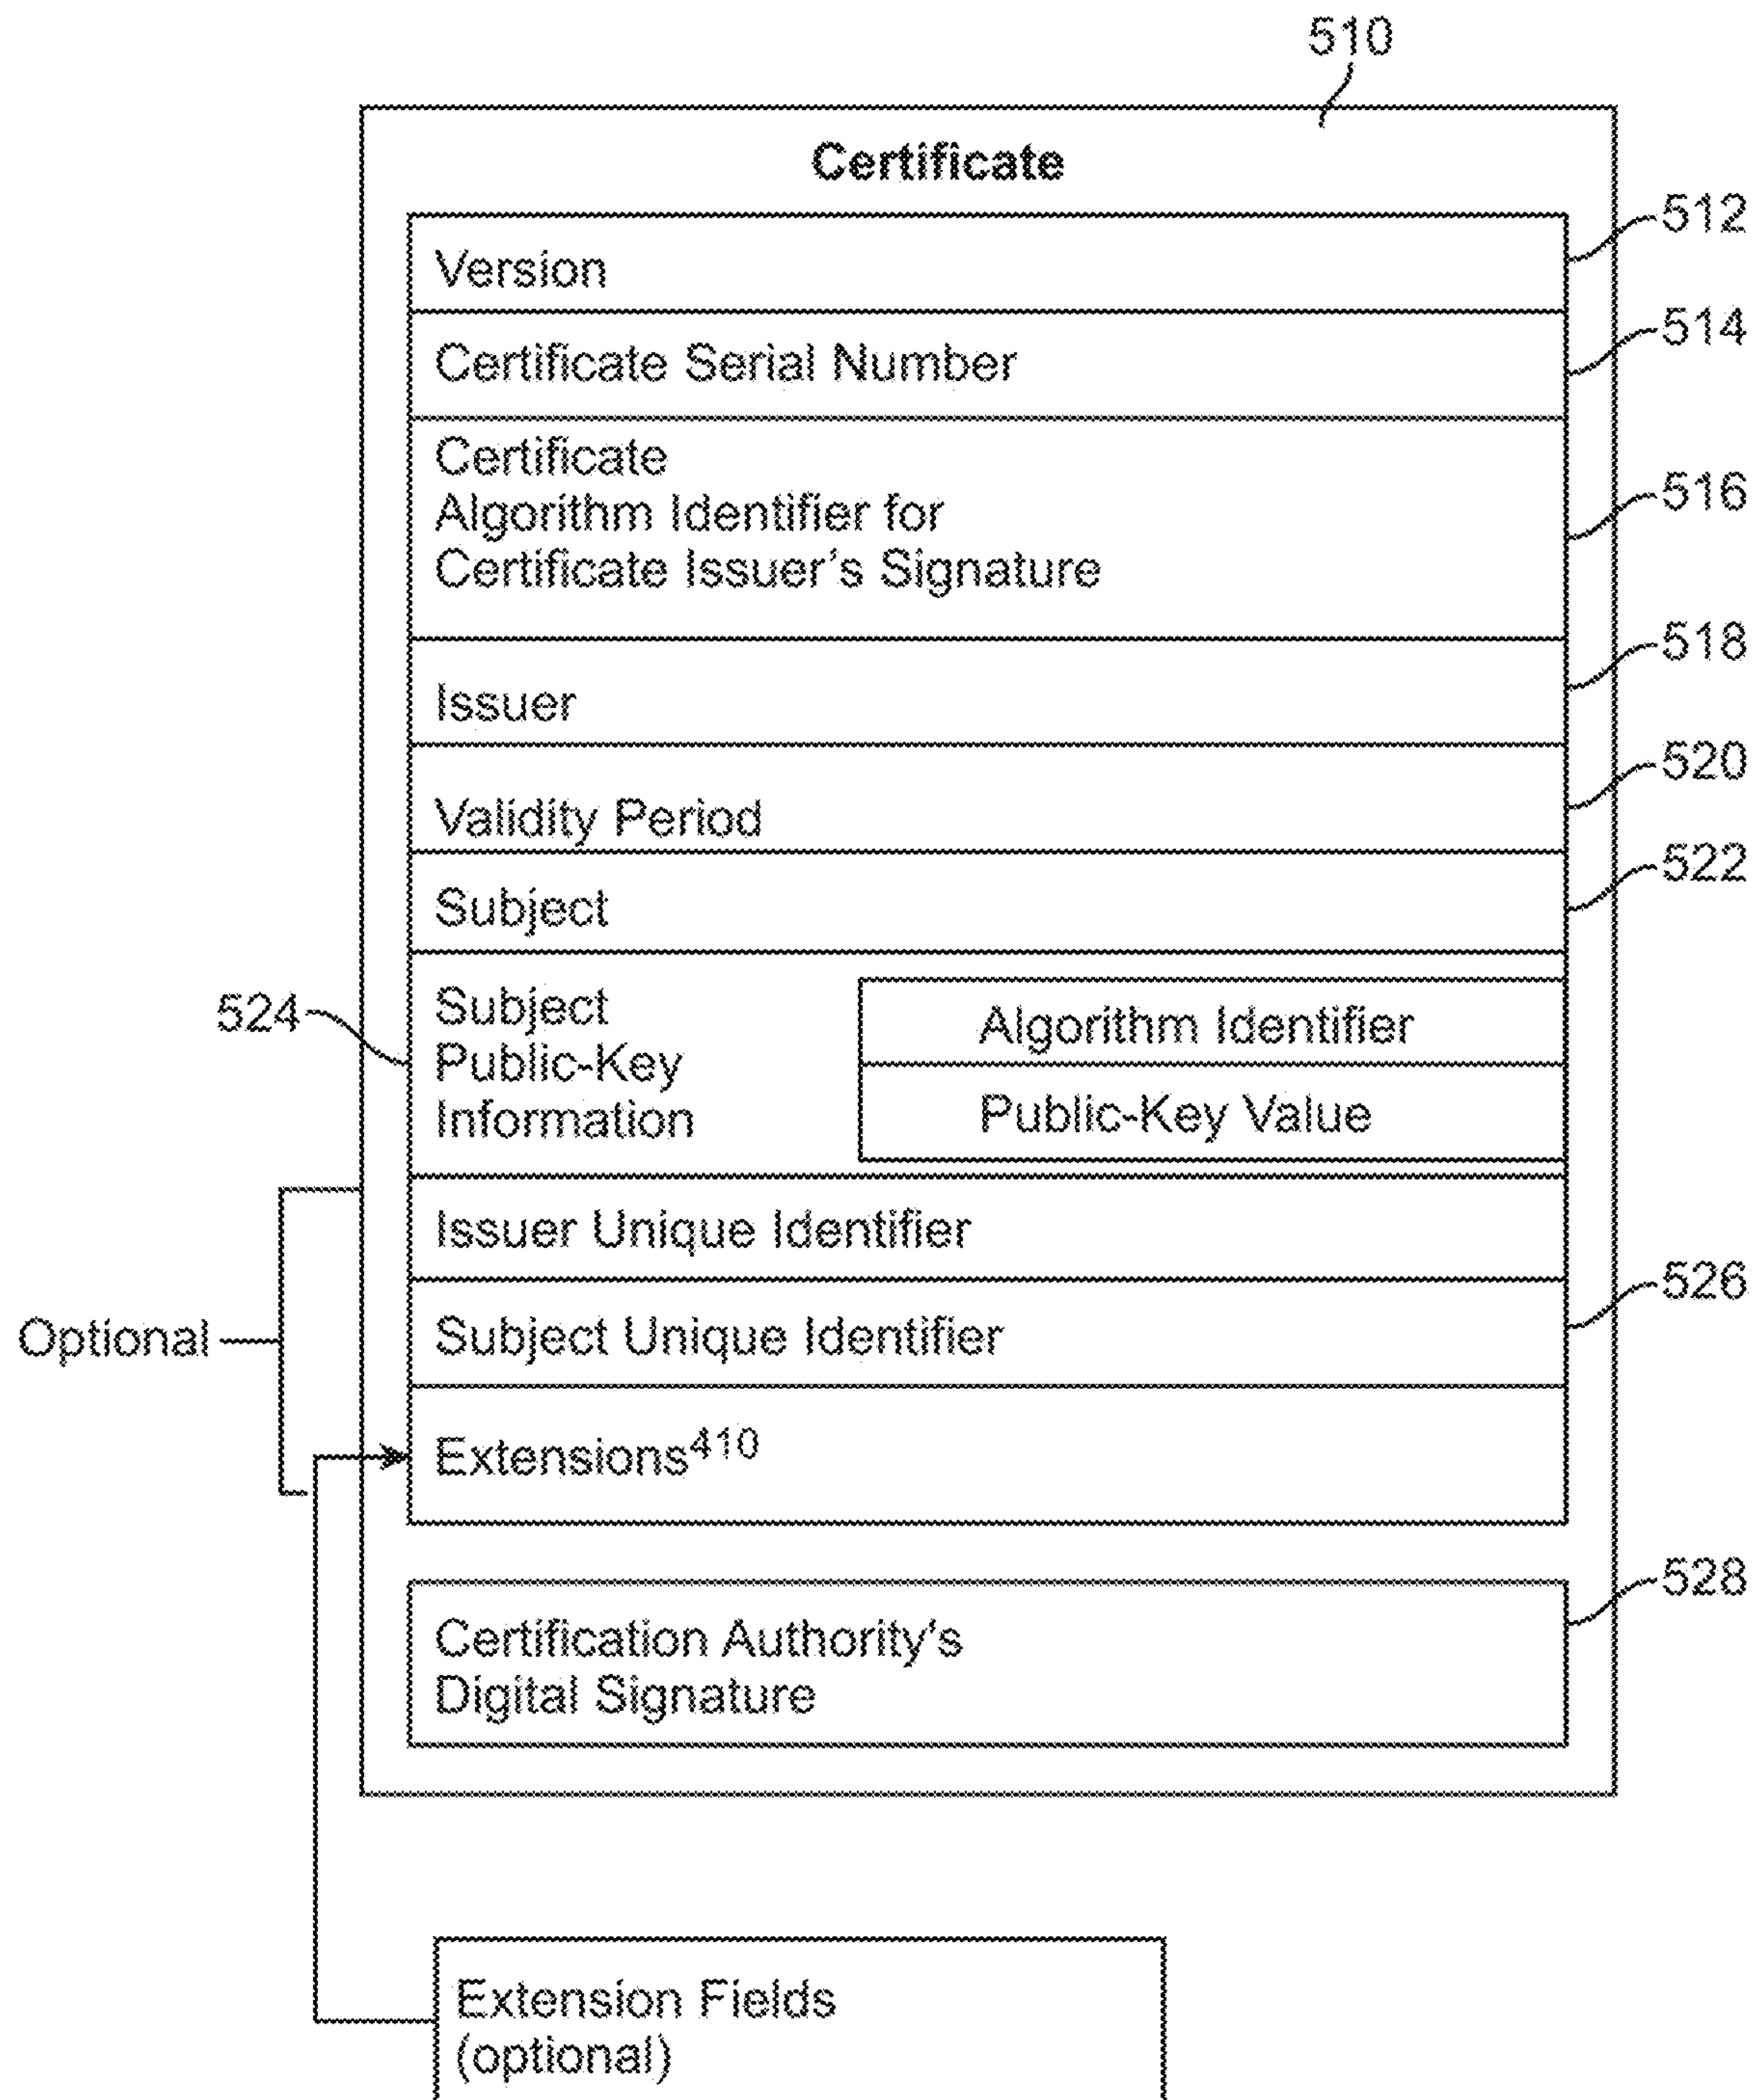 510
Certificate
512
Version
514
Certificate Serial Number
Certificate
516
Algorithm Identifier for
Certificate Issuer's Signature
518
Issuer
520
Validity Period
522
Subject
524
Subject
Public-Key
Information
Algorithm Identifier
Public-Key Value
Issuer Unique Identifier
526
Optional
Subject Unique Identifier
Extensions410
528
Certification Authority's
Digital Signature
Extension Fields
(optional)